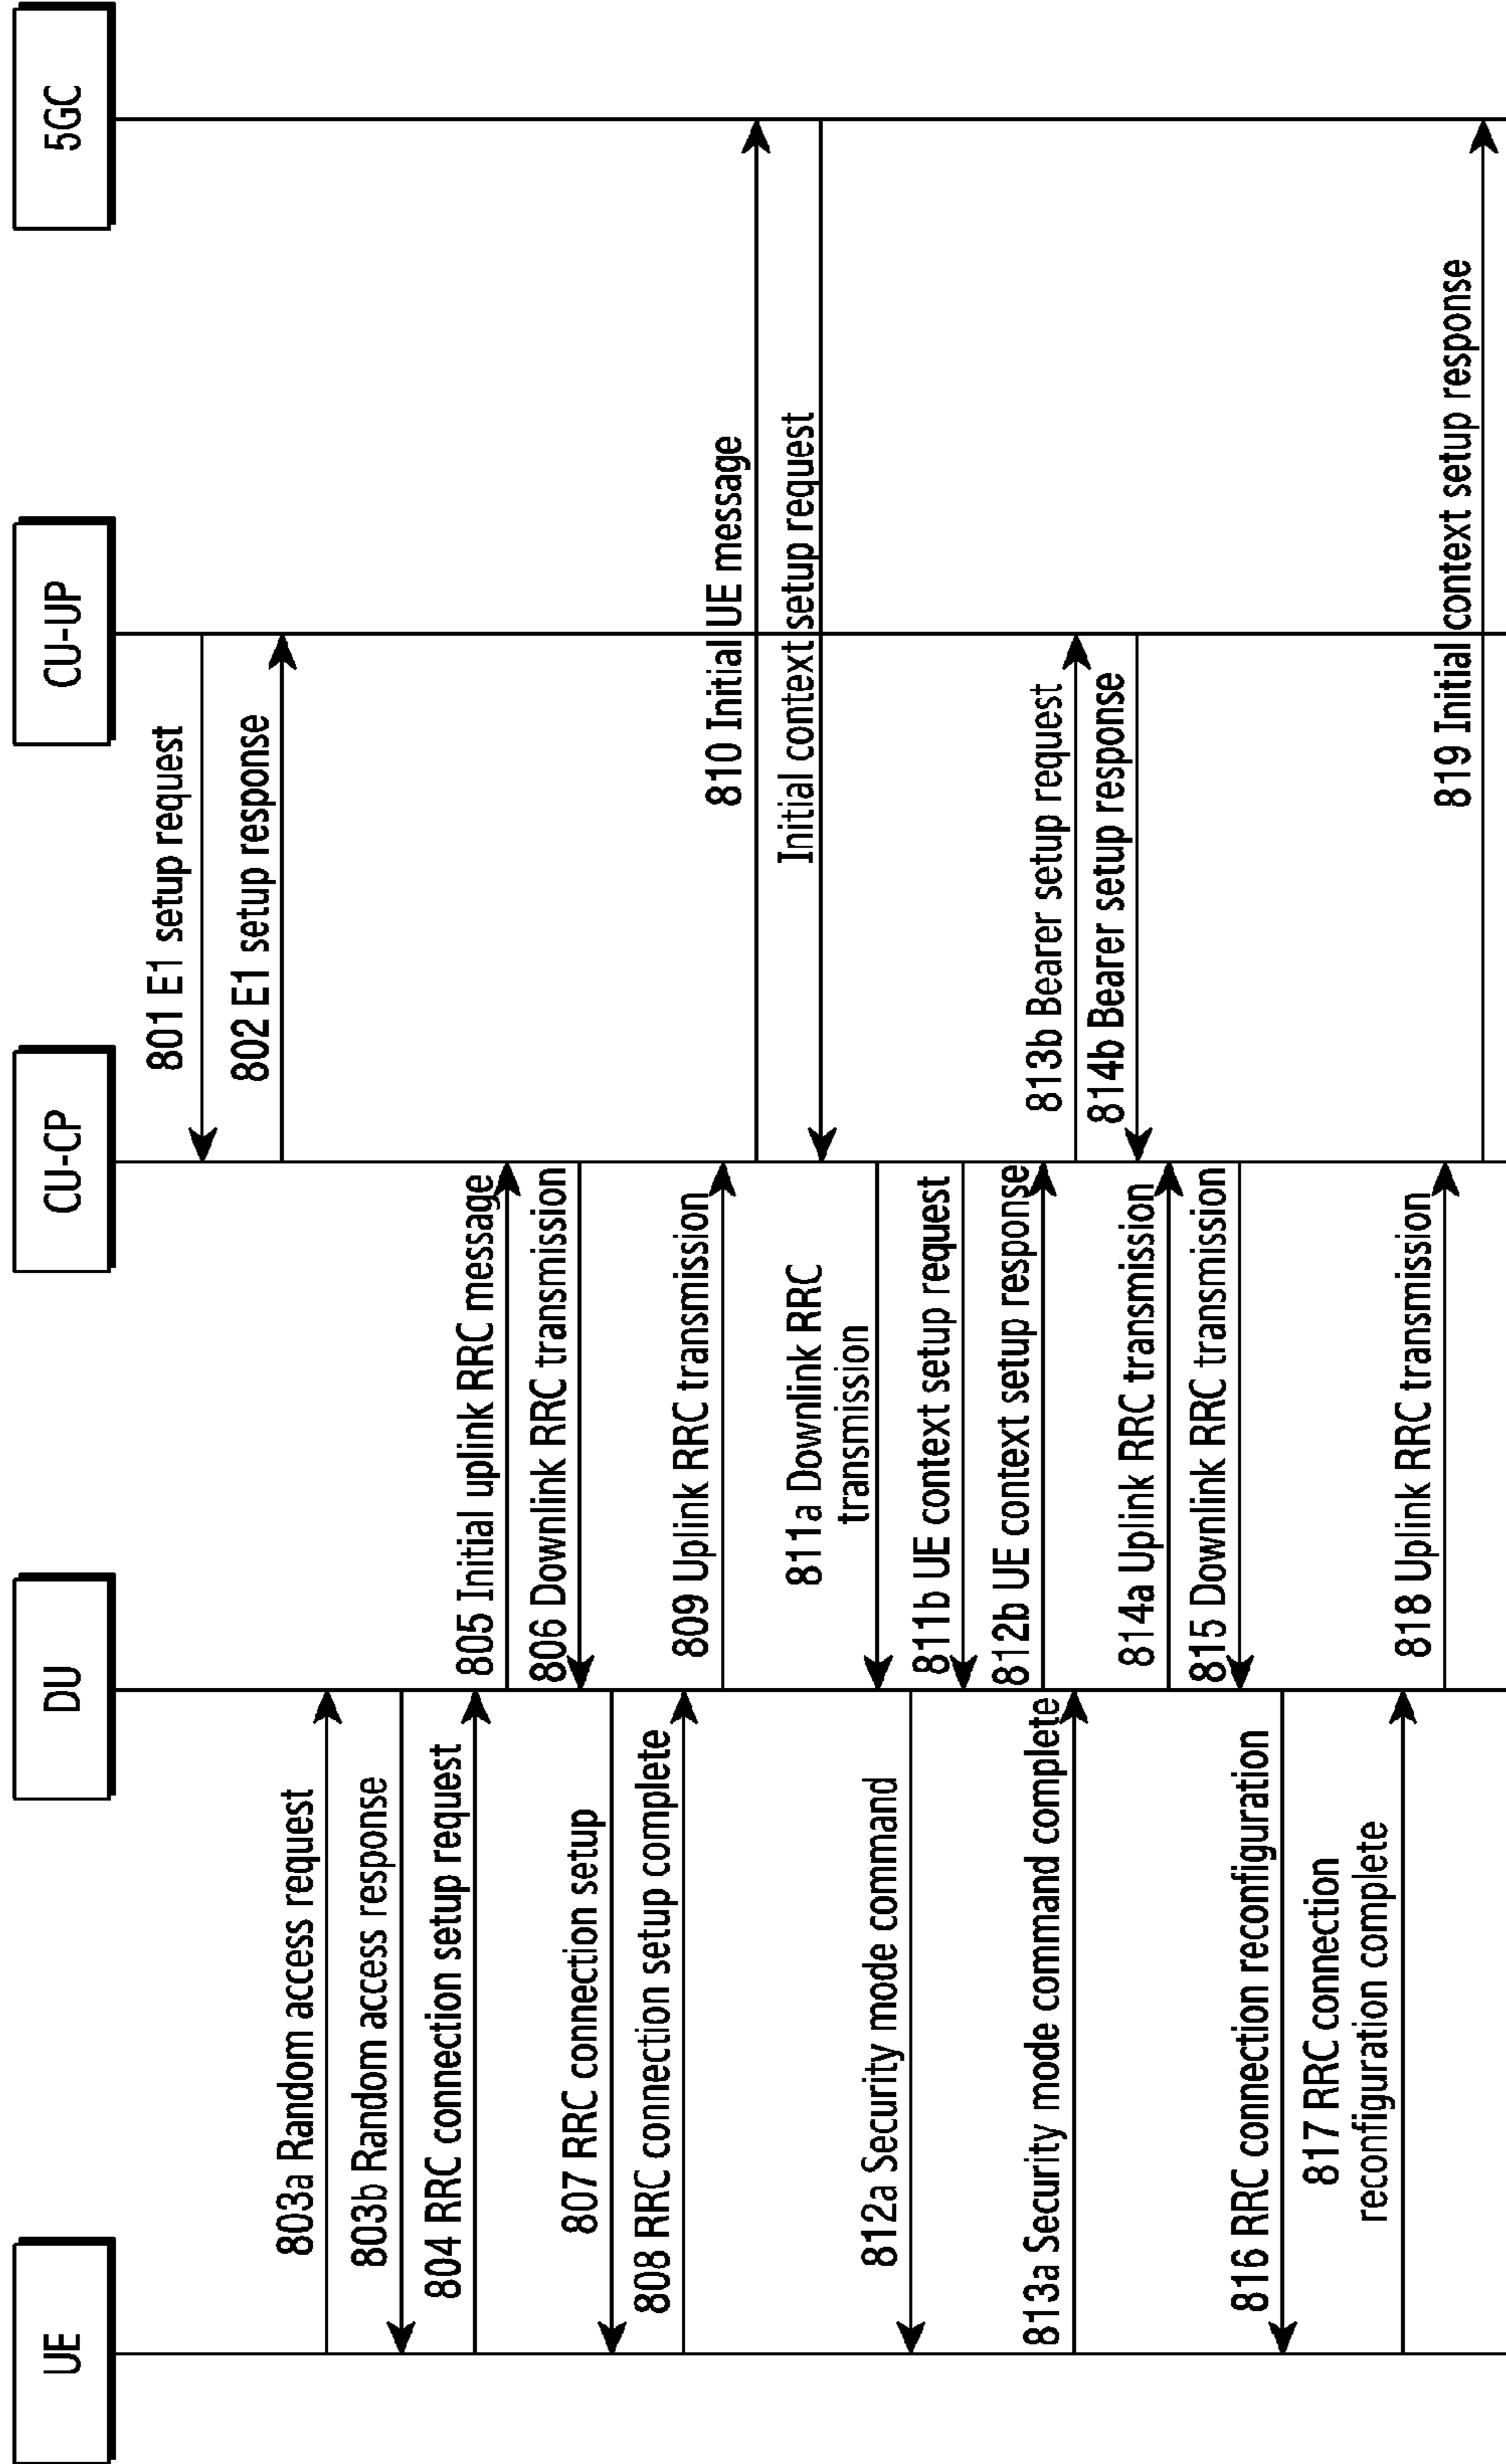 UE
DU
CU-CP
CU-UP
5GC
801 E1 setup request
802 E1 setup response
803a Random access request
803b Random access response
804 RRC connection setup request
805 Initial uplink RRC message
806 Downlink RRC transmission
807 RRC connection setup
808 RRC connection setup complete
809 Uplink RRC transmission
810 Initial UE message
Initial context setup request
811a Downlink RRC
transmission
812a Security mode command
811b UE context setup request
812b UE context setup response
813a Security mode command complete
813b Bearer setup request
814b Bearer setup response
814a Uplink RRC transmission
815 Downlink RRC transmission
816 RRC connection reconfiguration
817 RRC connection
reconfiguration complete
818 Uplink RRC transmission
819 Initial context setup response